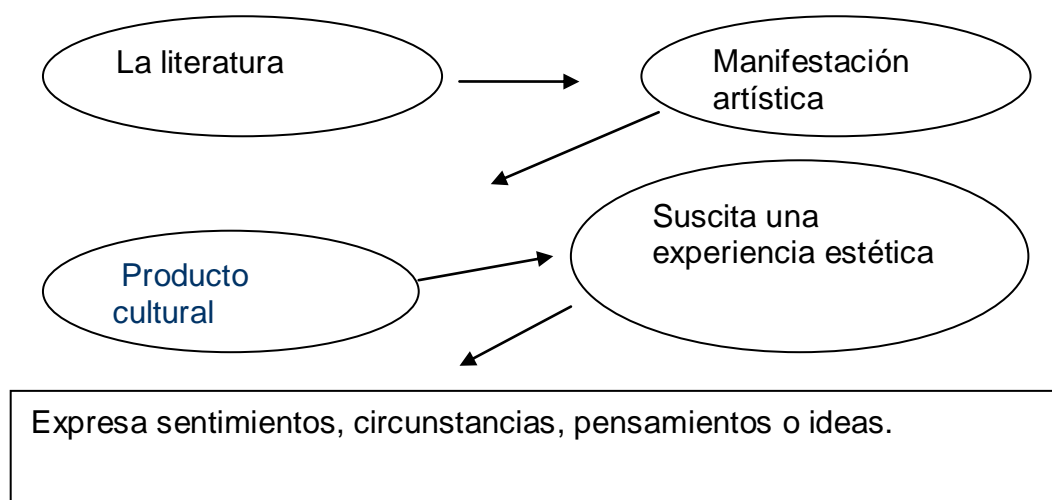 La literatura
Manifestación
artística
Suscita una
experiencia estética
Producto
cultural
Expresa sentimientos, circunstancias, pensamientos o ideas.